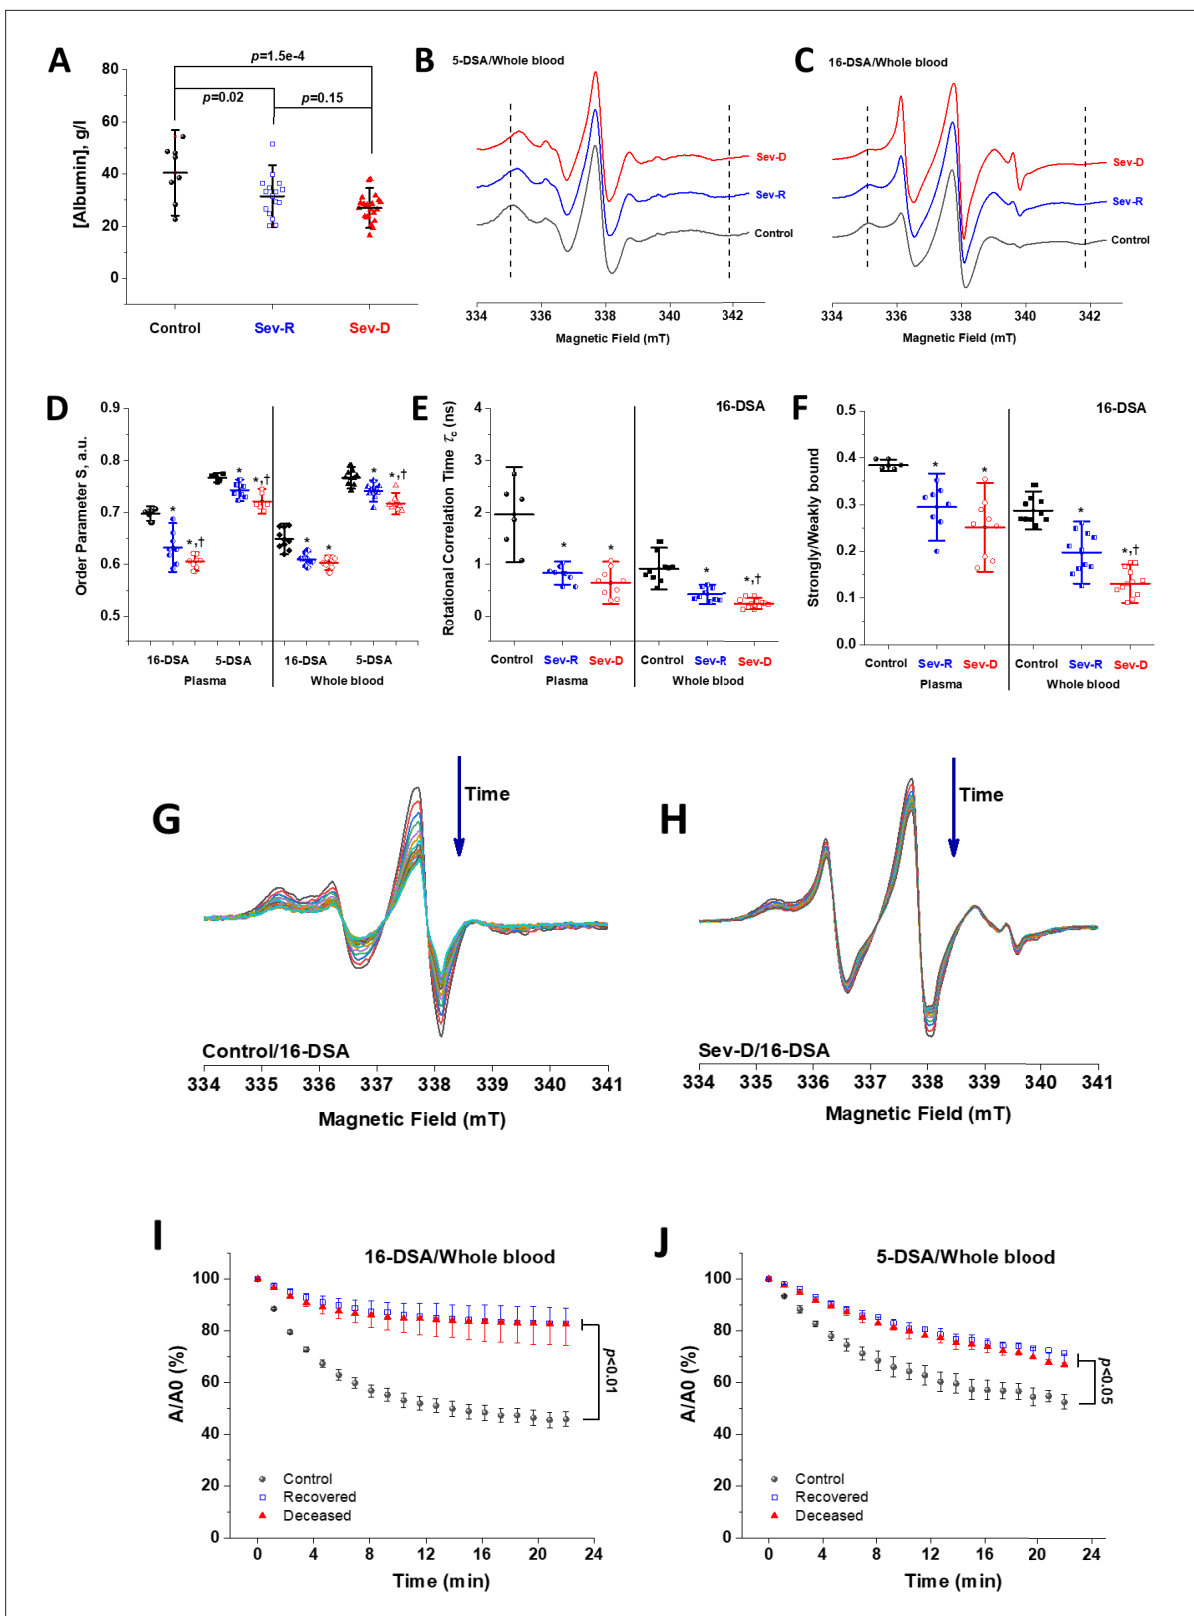 A
p=1.5e-4
p=0.02
p=0.15
[Albumin], g/l
80
60
40
20
0
Control
Sev-R
Sev-D
B
5-DSA/Whole blood
Sev-D
Sev-R
Control
334
336
338
340
342
Magnetic Field (mT)
C
16-DSA/Whole blood
Sev-D
Sev-R
Control
334
336
338
340
342
Magnetic Field (mT)
D
Order Parameter S, a.u.
0.9
0.8
0.7
0.6
0.5
*
*,†
*
*,†
*
*
*
*,†
16-DSA
5-DSA
16-DSA
5-DSA
Plasma
Whole blood
E
16-DSA
Rotational Correlation Time τc (ns)
4
3
2
1
0
*
*
*
*,†
Control
Sev-R
Sev-D
Control
Sev-R
Sev-D
Plasma
Whole blood
F
16-DSA
Strongly/Weakly bound
0.5
0.4
0.3
0.2
0.1
0.0
*
*
*
*,†
Control
Sev-R
Sev-D
Control
Sev-R
Sev-D
Plasma
Whole blood
G
Time
Control/16-DSA
334 335 336 337 338 339 340 341
Magnetic Field (mT)
H
Time
Sev-D/16-DSA
334 335 336 337 338 339 340 341
Magnetic Field (mT)
I
16-DSA/Whole blood
A/A0 (%)
100
80
60
40
20
0
p<0.01
Control
Recovered
Deceased
0 4 8 12 16 20 24
Time (min)
J
5-DSA/Whole blood
A/A0 (%)
100
80
60
40
20
0
p<0.05
Control
Recovered
Deceased
0 4 8 12 16 20 24
Time (min)